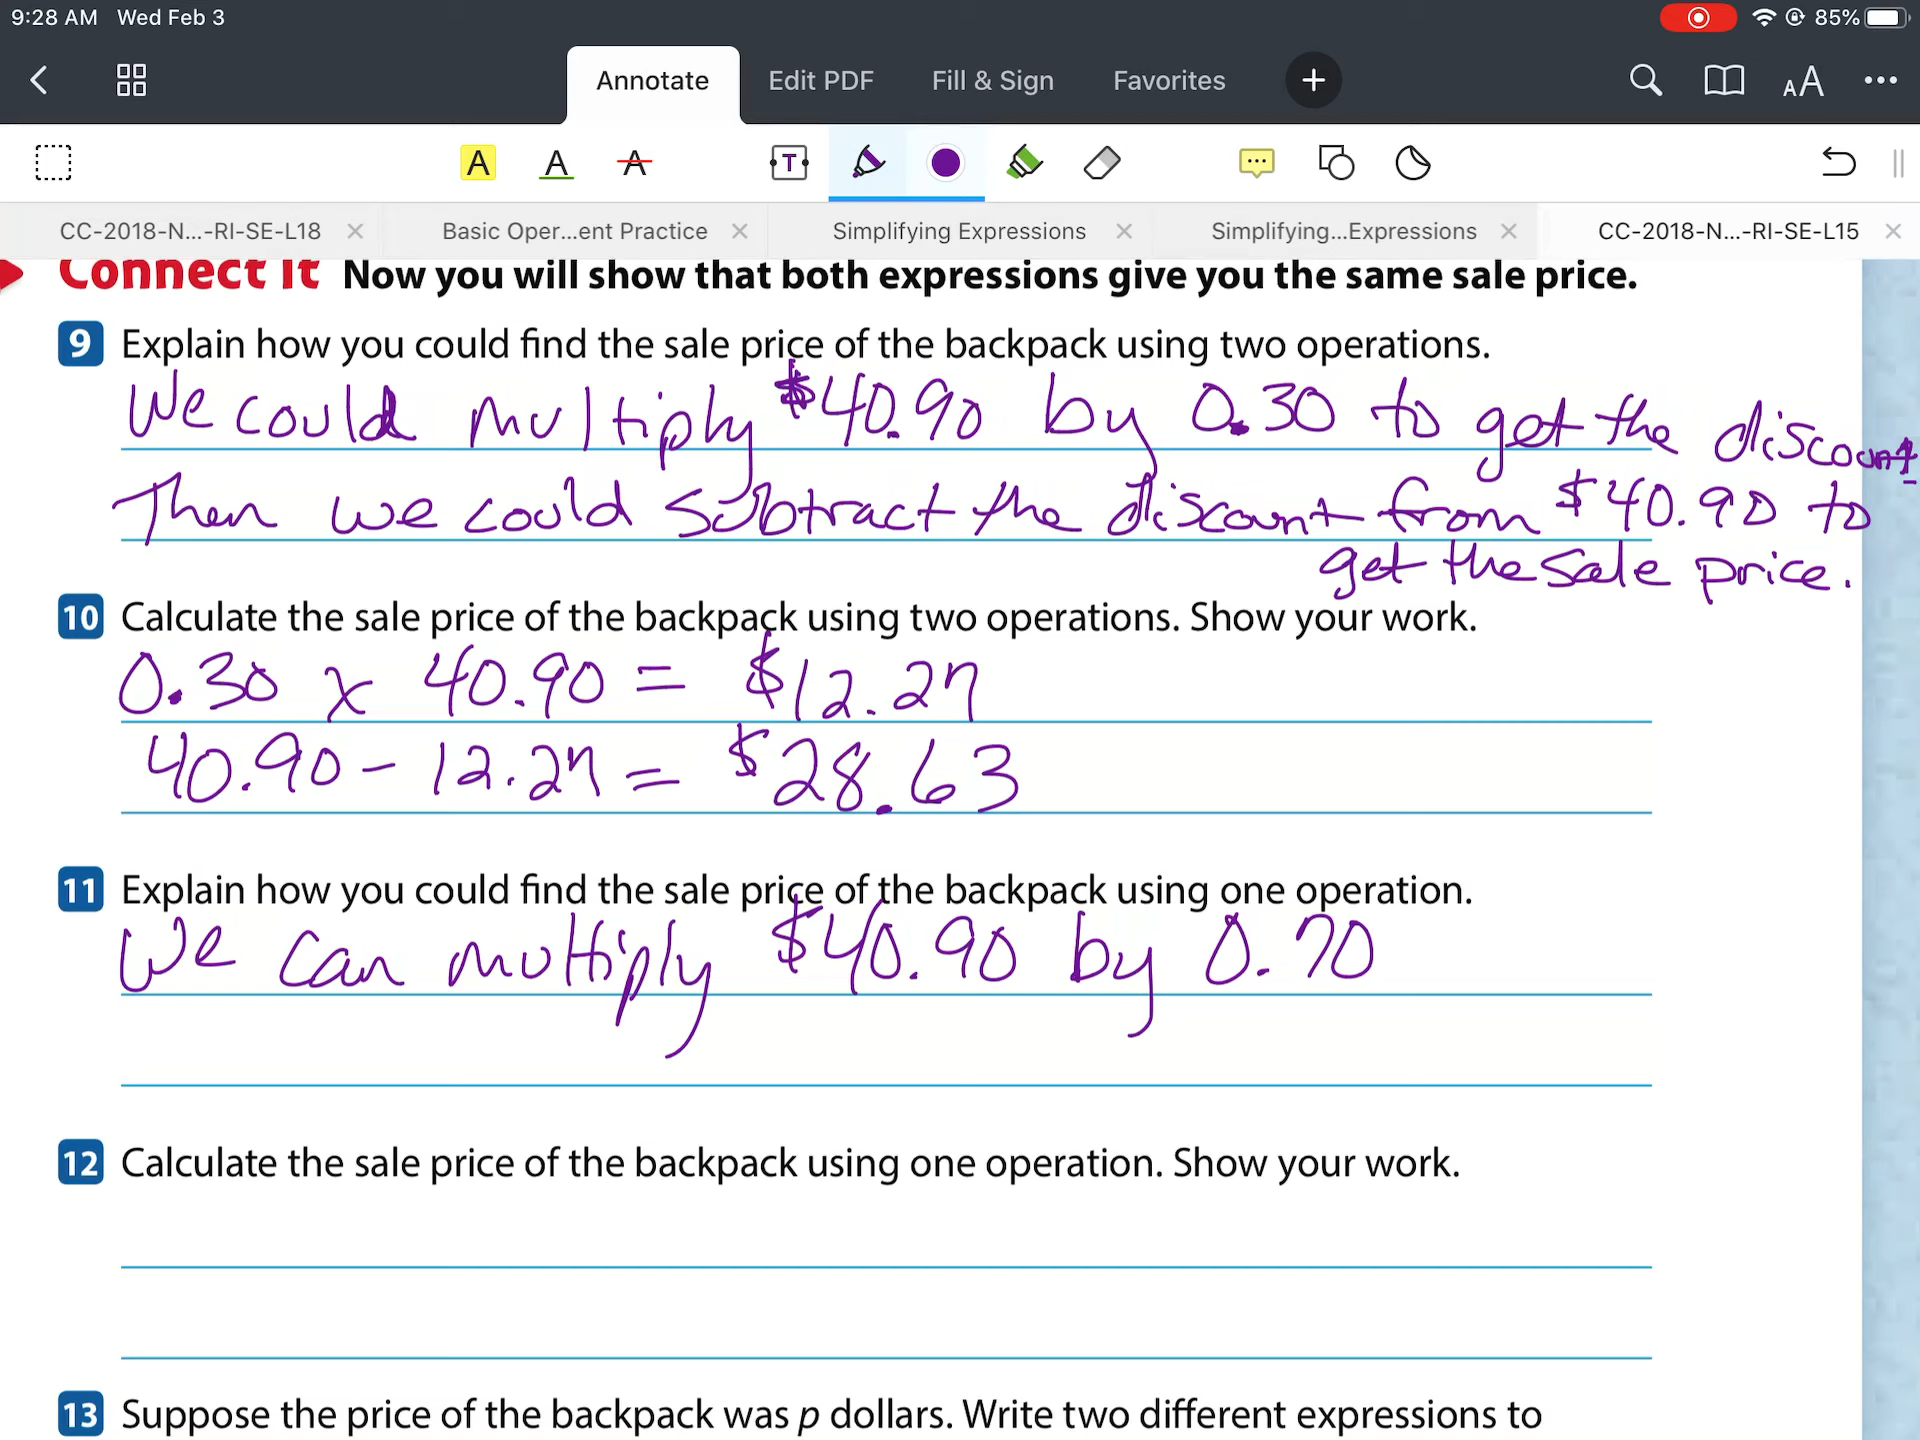 9:28 AM Wed Feb 3
85%
Annotate Edit PDF Fill & Sign Favorites +
AA
A A A T
CC-2018-N...-RI-SE-L18 Basic Oper...ent Practice Simplifying Expressions Simplifying...Expressions CC-2018-N...-RI-SE-L15
Connect It Now you will show that both expressions give you the same sale price.
9 Explain how you could find the sale price of the backpack using two operations.
We could multiply $40.90 by 0.30 to get the discount.
Then we could subtract the discount from $40.90 to
get the sale price.
10 Calculate the sale price of the backpack using two operations. Show your work.
0.30 x 40.90 = $12.27
40.90 - 12.27 = $28.63
11 Explain how you could find the sale price of the backpack using one operation.
We can multiply $40.90 by 0.70
12 Calculate the sale price of the backpack using one operation. Show your work.
13 Suppose the price of the backpack was p dollars. Write two different expressions to